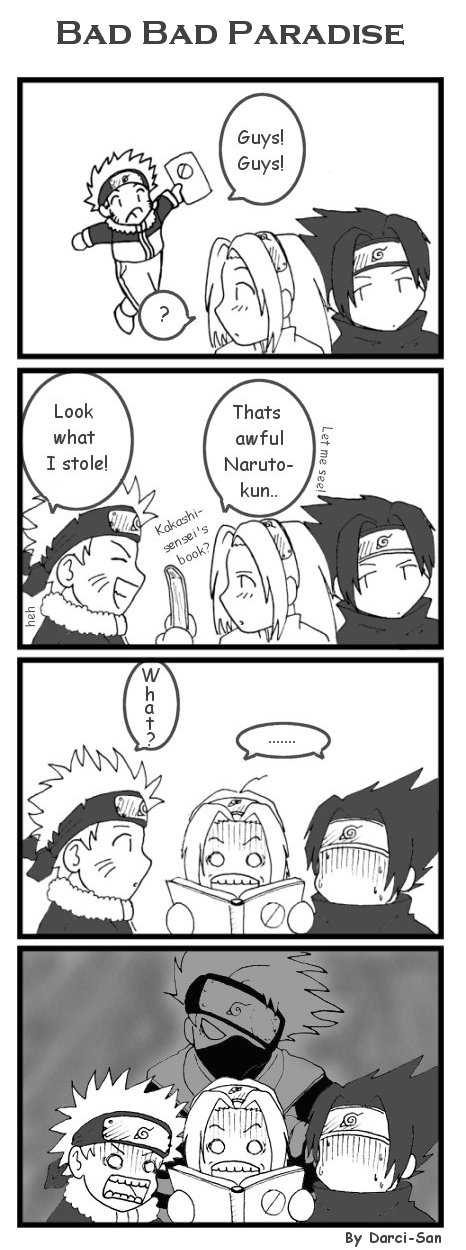 BAD BAD PARADISE
Guys!
Guys!
?
Look
what
I stole!
Thats
awful
Naruto-
kun..
Let me see!
Kakashi-
sensei's
book?
heh
What?
.......
By Darci-San